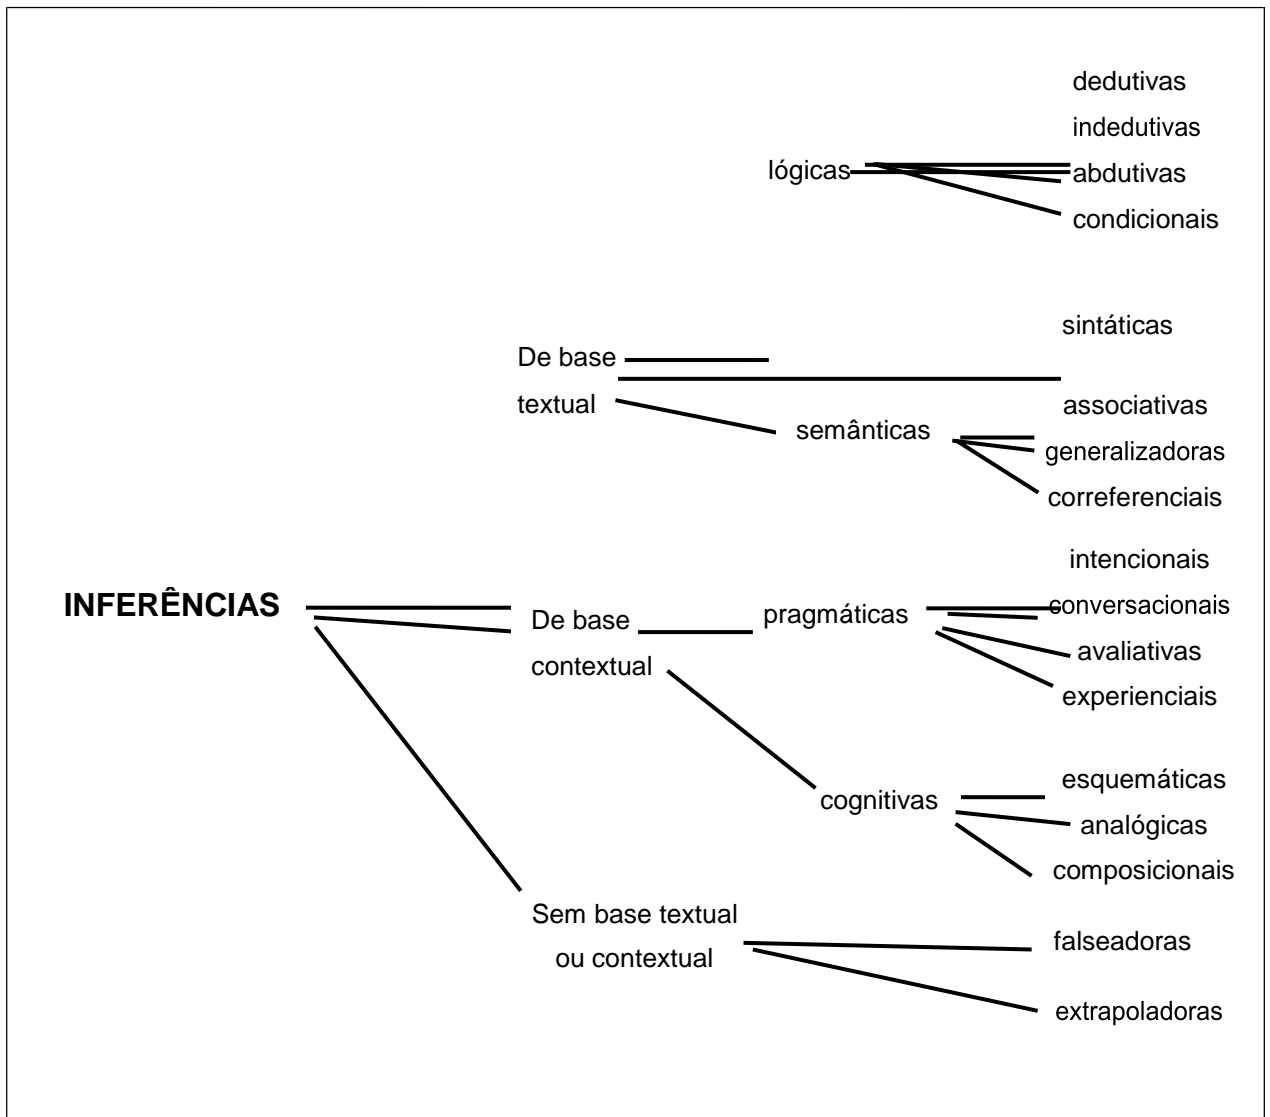 dedutivas
indedutivas
lógicas
abdutivas
condicionais
sintáticas
De base
textual
associativas
semânticas
generalizadoras
correferenciais
intencionais
INFERÊNCIAS
De base
contextual
pragmáticas
conversacionais
avaliativas
experienciais
esquemáticas
cognitivas
analógicas
composicionais
Sem base textual
ou contextual
falseadoras
extrapoladoras